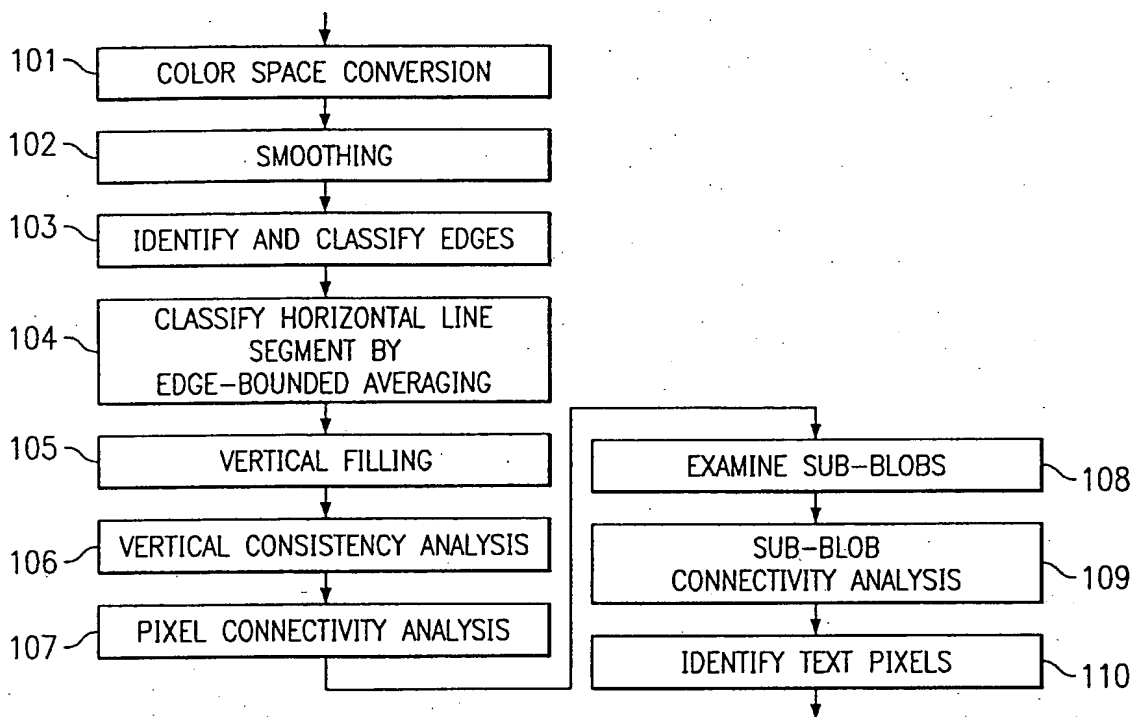 101
COLOR SPACE CONVERSION
102
SMOOTHING
103
IDENTIFY AND CLASSIFY EDGES
104
CLASSIFY HORIZONTAL LINE
SEGMENT BY
EDGE-BOUNDED AVERAGING
105
VERTICAL FILLING
106
VERTICAL CONSISTENCY ANALYSIS
107
PIXEL CONNECTIVITY ANALYSIS
EXAMINE SUB-BLOBS
108
SUB-BLOB
CONNECTIVITY ANALYSIS
109
IDENTIFY TEXT PIXELS
110